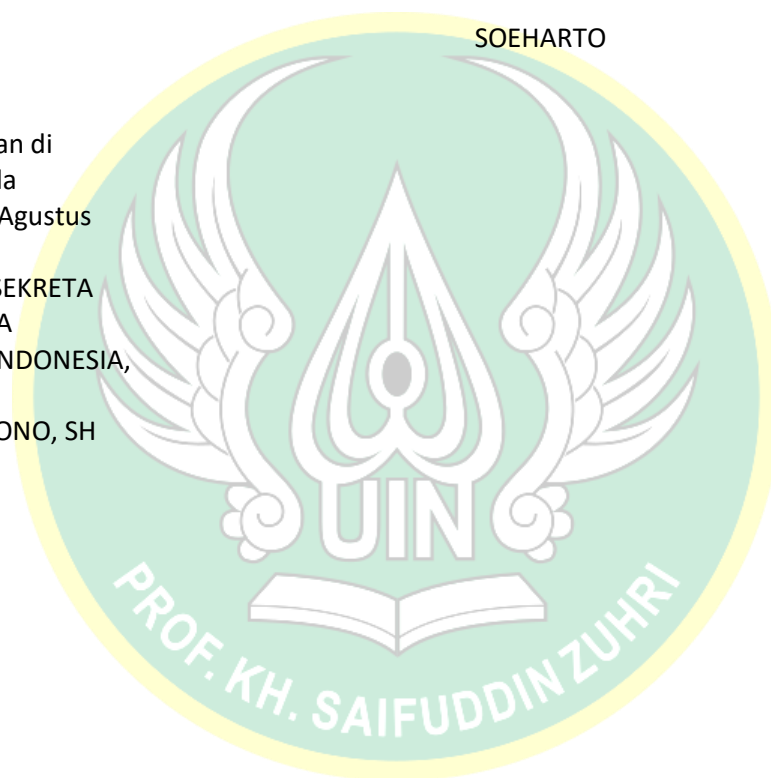 SOEHARTO
an di
la
Agustus
SEKRETA
A
NDONESIA,
ONO, SH
UIN
PROF. KH. SAIFUDDIN ZUHRI